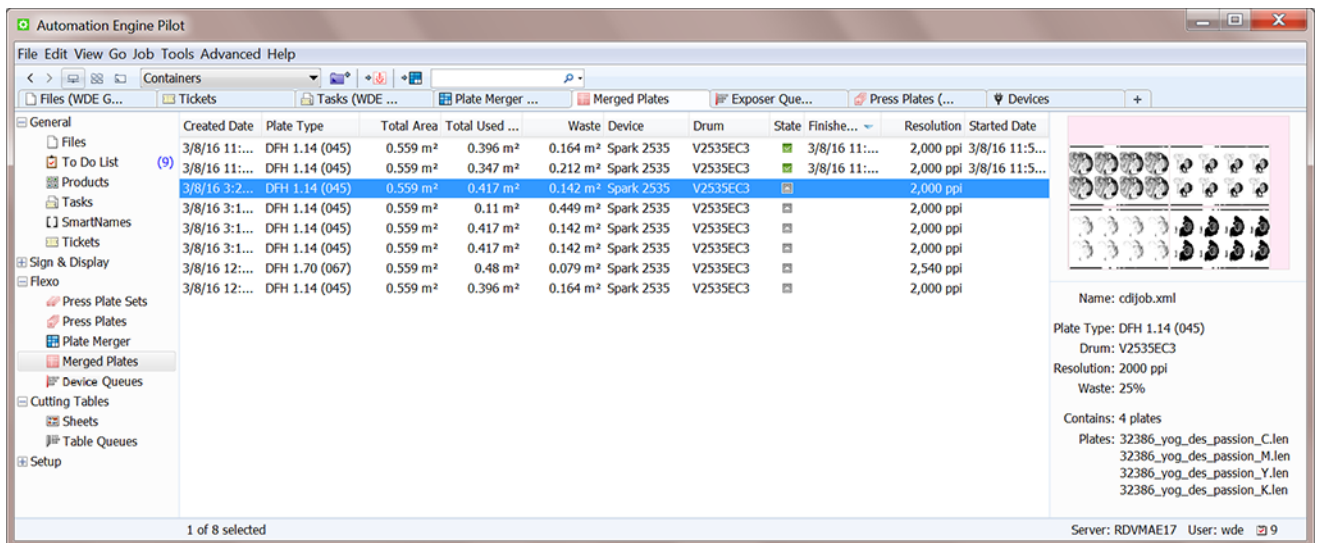 Automation Engine Pilot
File Edit View Go Job Tools Advanced Help
Containers
Files (WDE G... Tickets Tasks (WDE ... Plate Merger ... Merged Plates Exposer Que... Press Plates (... Devices +
General
Files
To Do List (9)
Products
Tasks
[] SmartNames
Tickets
Sign & Display
Flexo
Press Plate Sets
Press Plates
Plate Merger
Merged Plates
Device Queues
Cutting Tables
Sheets
Table Queues
Setup
Created Date Plate Type Total Area Total Used ... Waste Device Drum State Finishe... Resolution Started Date
3/8/16 11:... DFH 1.14 (045) 0.559 m² 0.396 m² 0.164 m² Spark 2535 V2535EC3 3/8/16 11:... 2,000 ppi 3/8/16 11:5...
3/8/16 11:... DFH 1.14 (045) 0.559 m² 0.347 m² 0.212 m² Spark 2535 V2535EC3 3/8/16 11:... 2,000 ppi 3/8/16 11:5...
3/8/16 3:2... DFH 1.14 (045) 0.559 m² 0.417 m² 0.142 m² Spark 2535 V2535EC3 2,000 ppi
3/8/16 3:1... DFH 1.14 (045) 0.559 m² 0.11 m² 0.449 m² Spark 2535 V2535EC3 2,000 ppi
3/8/16 3:1... DFH 1.14 (045) 0.559 m² 0.417 m² 0.142 m² Spark 2535 V2535EC3 2,000 ppi
3/8/16 3:1... DFH 1.14 (045) 0.559 m² 0.417 m² 0.142 m² Spark 2535 V2535EC3 2,000 ppi
3/8/16 12:... DFH 1.70 (067) 0.559 m² 0.48 m² 0.079 m² Spark 2535 V2535EC3 2,540 ppi
3/8/16 12:... DFH 1.14 (045) 0.559 m² 0.396 m² 0.164 m² Spark 2535 V2535EC3 2,000 ppi
Name: cdijob.xml
Plate Type: DFH 1.14 (045)
Drum: V2535EC3
Resolution: 2000 ppi
Waste: 25%
Contains: 4 plates
Plates: 32386_yog_des_passion_C.len
32386_yog_des_passion_M.len
32386_yog_des_passion_Y.len
32386_yog_des_passion_K.len
1 of 8 selected
Server: RDVMAE17 User: wde 9